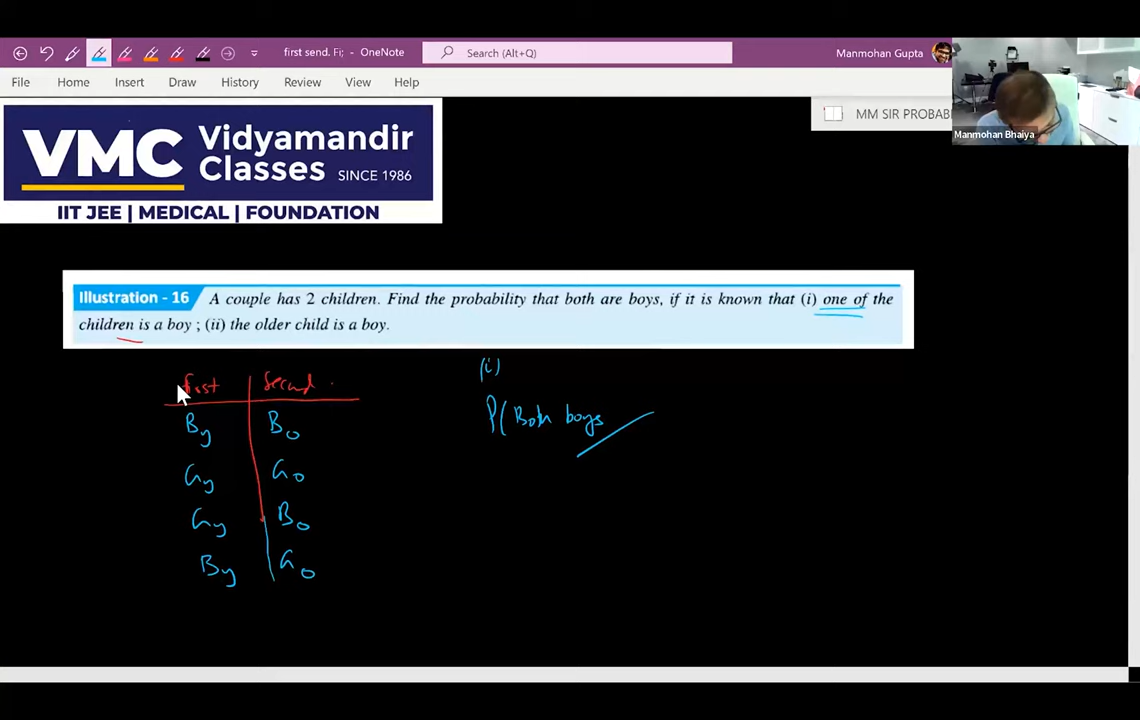 first send. Fi; - OneNote
Search (Alt+Q)
Manmohan Gupta
File Home Insert Draw History Review View Help
MM SIR PROBAB
Manmohan Bhaiya
VMC Vidyamandir Classes SINCE 1986
IIT JEE | MEDICAL | FOUNDATION
Illustration - 16 A couple has 2 children. Find the probability that both are boys, if it is known that (i) one of the
children is a boy ; (ii) the older child is a boy.
first second
By Bo
Gy Go
Gy Bo
By Go
(i)
P( Both boys